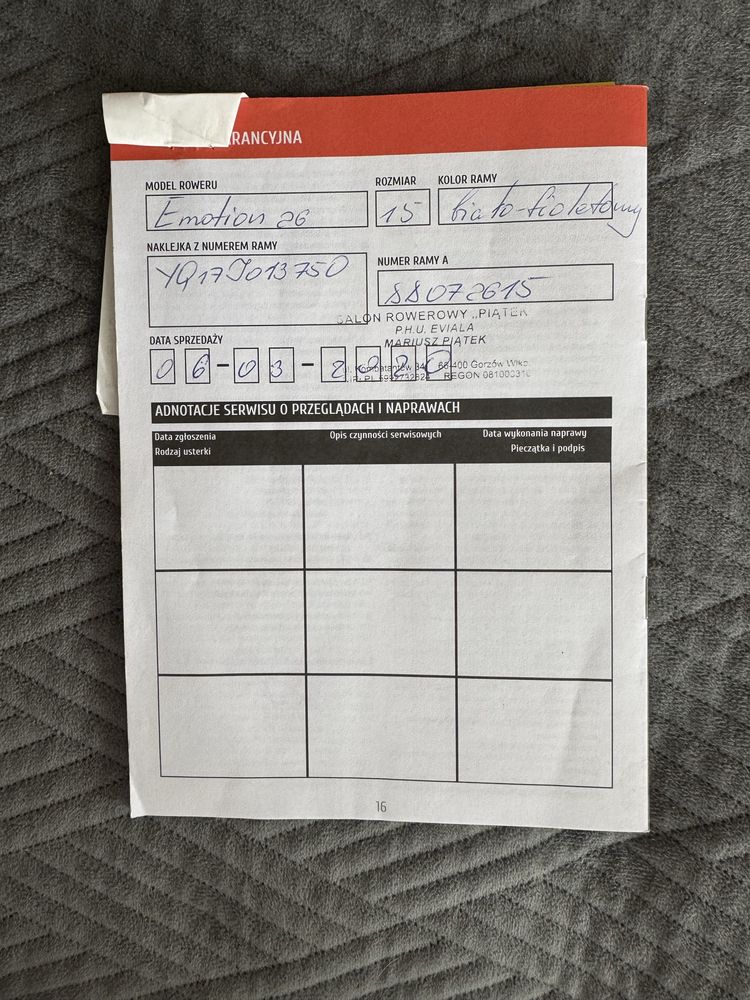 RANCYJNA
MODEL ROWERU ROZMIAR KOLOR RAMY
Emotion 26 15 biało-fioletowy
NAKLEJKA Z NUMEREM RAMY
YQ17J013750
NUMER RAMY A
SS072615
SALON ROWEROWY „PIĄTEK
P.H.U. EVIALA
MARIUSZ PIĄTEK
DATA SPRZEDAŻY
06-03-2020
Kombatantów 34 66-400 Gorzów Wlkp.
REGON
ADNOTACJE SERWISU O PRZEGLĄDACH I NAPRAWACH
Data zgłoszenia Opis czynności serwisowych Data wykonania naprawy
Rodzaj usterki Pieczątka i podpis
16